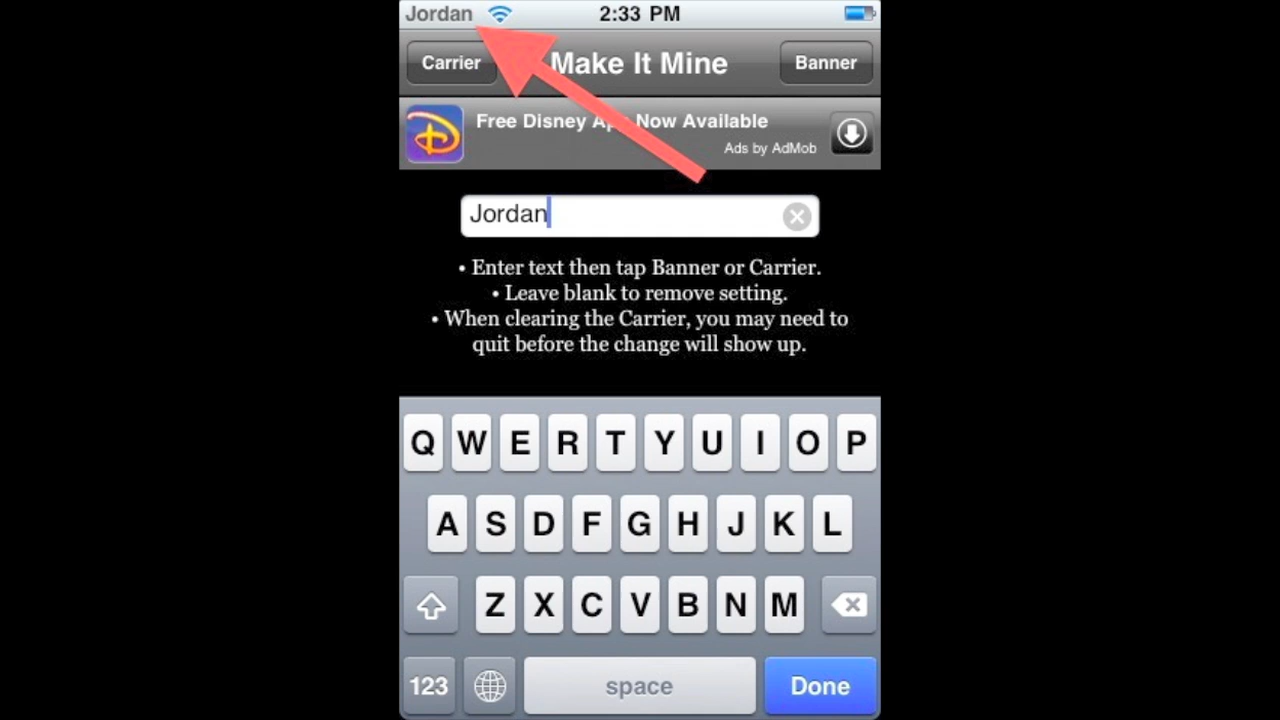 Jordan 2:33 PM
Carrier Make It Mine Banner
Free Disney App Now Available
Ads by AdMob
Jordan
• Enter text then tap Banner or Carrier.
• Leave blank to remove setting.
• When clearing the Carrier, you may need to
quit before the change will show up.
Q W E R T Y U I O P
A S D F G H J K L
Z X C V B N M
123 space Done